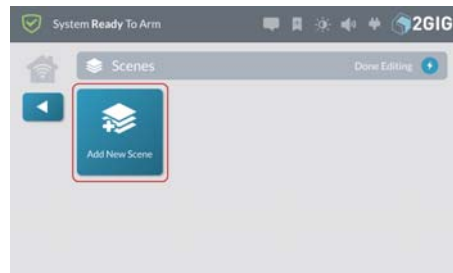 System Ready To Arm
2GIG
Scenes
Done Editing
Add New Scene